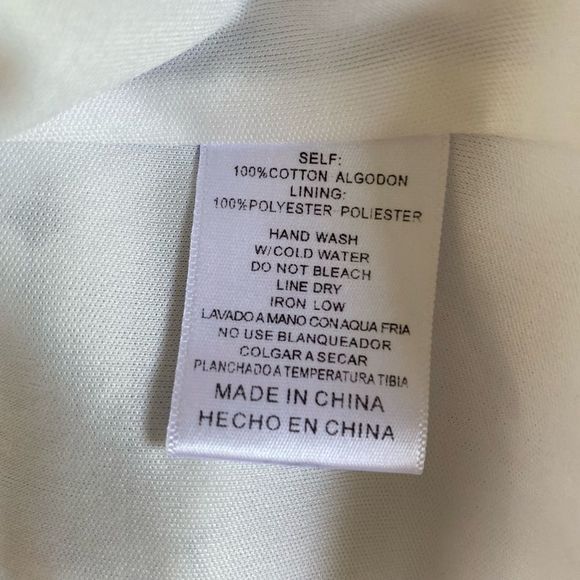 SELF:
100%COTTON ALGODON
LINING:
100%POLYESTER POLIESTER
HAND WASH
W/COLD WATER
DO NOT BLEACH
LINE DRY
IRON LOW
LAVADO A MANO CON AQUA FRIA
NO USE BLANQUEADOR
COLGAR A SECAR
PLANCHADO A TEMPERATURA TIBIA
MADE IN CHINA
HECHO EN CHINA